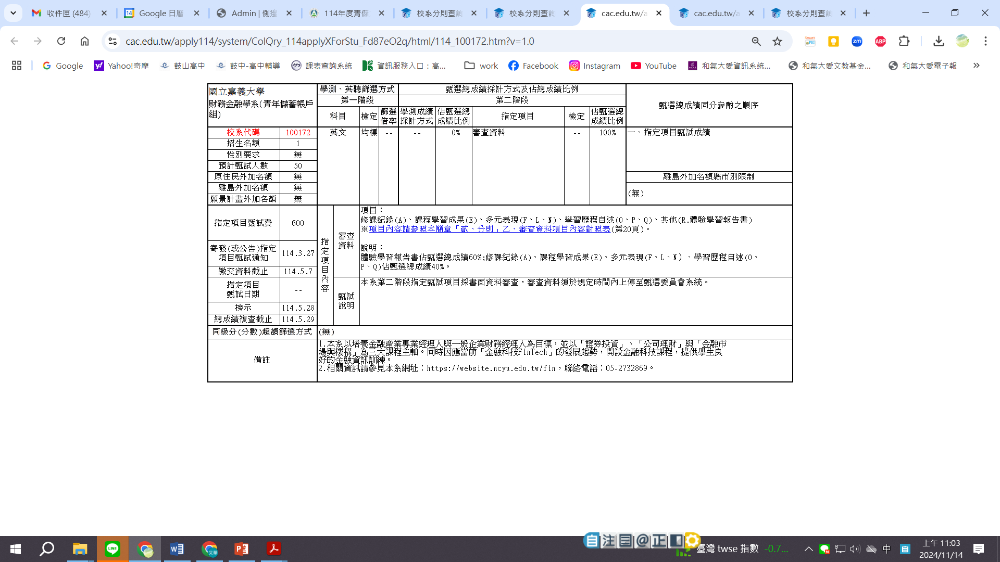 收件匣 (484)
Google 日曆
Admin | 側邊
114年度青儲
校系分則查詢
校系分則查詢
cac.edu.tw/a
cac.edu.tw/a
校系分則查詢
cac.edu.tw/apply114/system/ColQry_114applyXForStu_Fd87eO2q/html/114_100172.htm?v=1.0
Google
Yahoo!奇摩
鼓山高中
鼓中-高中輔導
課表查詢系統
資訊服務入口：高...
work
Facebook
Instagram
YouTube
和氣大愛資訊系統...
和氣大愛文教基金...
和氣大愛電子報
國立嘉義大學
財務金融學系(青年儲蓄帳戶
組)
學測、英聽篩選方式
甄選總成績採計方式及佔總成績比例
甄選總成績同分參酌之順序
第一階段
第二階段
科目
檢定
篩選
倍率
學測成績
採計方式
佔甄選總
成績比例
指定項目
檢定
佔甄選總
成績比例
校系代碼 100172
英文 均標 -- -- 0% 審查資料 -- 100% 一、指定項目甄試成績
招生名額 1
性別要求 無
預計甄試人數 50
原住民外加名額 無
離島外加名額縣市別限制
離島外加名額 無
(無)
願景計畫外加名額 無
指定項目甄試費 600
寄發(或公告)指定
項目甄試通知
114.3.27
繳交資料截止 114.5.7
指定項目
甄試日期
--
榜示 114.5.28
總成績複查截止 114.5.29
指定項目內容
審查
資料
項目：
修課紀錄(A)、課程學習成果(E)、多元表現(F、L、N)、學習歷程自述(O、P、Q)、其他(R.體驗學習報告書)
※項目內容請參照本簡章「貳、分則」乙、審查資料項目內容對照表(第20頁)。
說明：
體驗學習報告書佔甄選總成績60%;修課紀錄(A)、課程學習成果(E)、多元表現(F、L、N) 、學習歷程自述(O、
P、Q)佔甄選總成績40%。
甄試
說明
本系第二階段指定甄試項目採書面資料審查，審查資料須於規定時間內上傳至甄選委員會系統。
同級分(分數)超額篩選方式 (無)
備註
1.本系以培養金融產業專業經理人與一般企業財務經理人為目標，並以「證券投資」、「公司理財」與「金融市
場與機構」為三大課程主軸。同時因應當前「金融科技FinTech」的發展趨勢，開設金融科技課程，提供學生良
好的金融資訊訓練。
2.相關資訊請參見本系網址：https://website.ncyu.edu.tw/fin，聯絡電話：05-2732869。
自 注 @ 正
臺灣 twse 指數 -0.7...
中
上午 11:03
2024/11/14